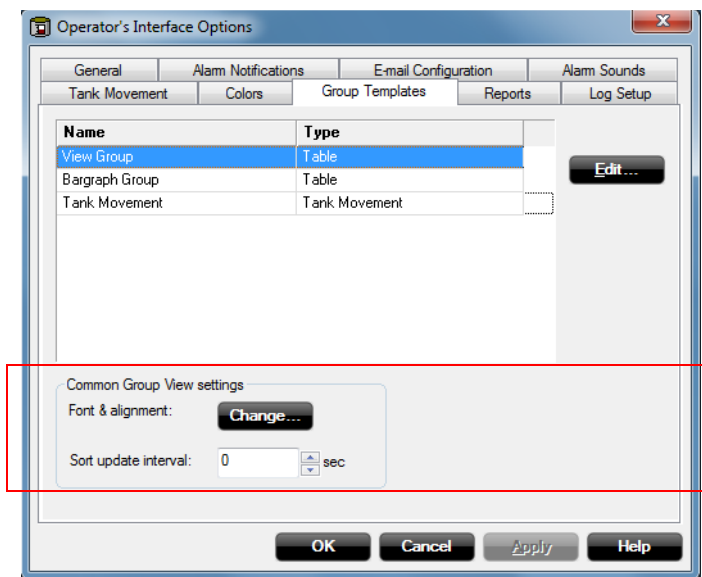 Operator's Interface Options
x
General Alarm Notifications E-mail Configuration Alarm Sounds
Tank Movement Colors Group Templates Reports Log Setup
Name Type
View Group Table
Bargraph Group Table
Tank Movement Tank Movement
Edit...
Common Group View settings
Font & alignment: Change...
Sort update interval: 0 sec
OK Cancel Apply Help